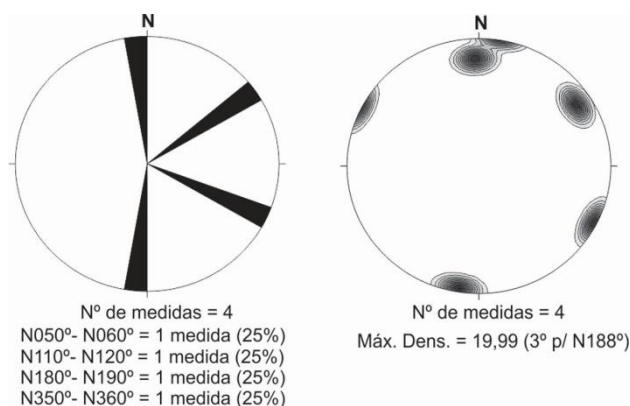 N
N
Nº de medidas = 4
N050º- N060º = 1 medida (25%)
N110º- N120º = 1 medida (25%)
N180º- N190º = 1 medida (25%)
N350º- N360º = 1 medida (25%)
Nº de medidas = 4
Máx. Dens. = 19,99 (3º p/ N188º)